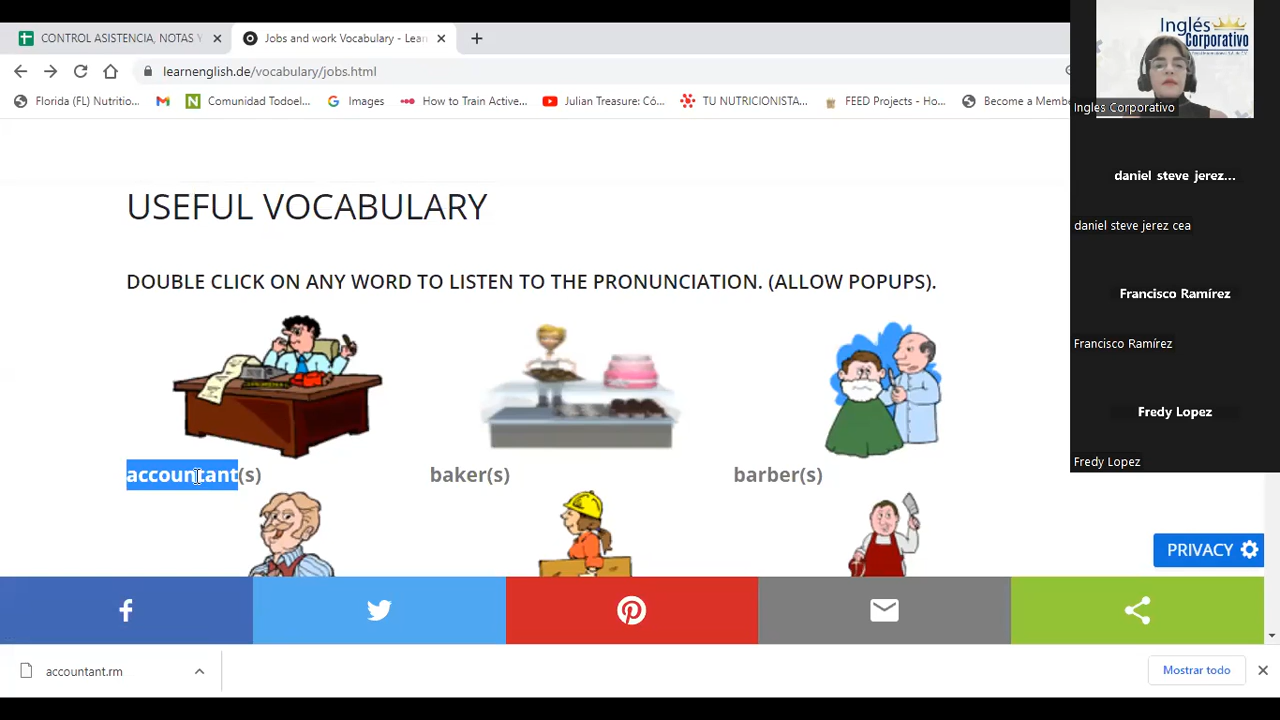 CONTROL ASISTENCIA, NOTAS Y
Jobs and work Vocabulary - Lear
learnenglish.de/vocabulary/jobs.html
Florida (FL) Nutritio...
Comunidad Todoel...
Images
How to Train Active...
Julian Treasure: Có...
TU NUTRICIONISTA...
FEED Projects - Ho...
Become a Membe
Inglés
Corporativo
Ingles Corporativo
daniel steve jerez...
daniel steve jerez cea
Francisco Ramírez
Francisco Ramírez
Fredy Lopez
Fredy Lopez
USEFUL VOCABULARY
DOUBLE CLICK ON ANY WORD TO LISTEN TO THE PRONUNCIATION. (ALLOW POPUPS).
accountant(s)
baker(s)
barber(s)
PRIVACY
accountant.rm
Mostrar todo